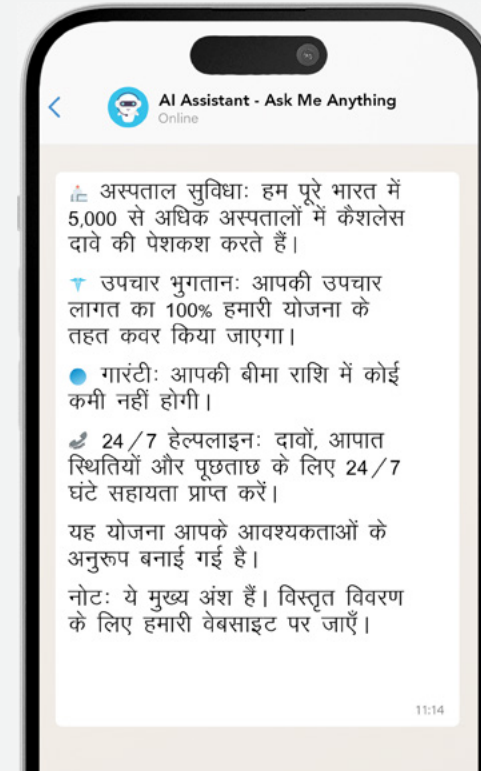 AI Assistant - Ask Me Anything
Online
अस्पताल सुविधाः हम पूरे भारत में
5,000 से अधिक अस्पतालों में कैशलेस
दावे की पेशकश करते हैं।
उपचार भुगतानः आपकी उपचार
लागत का 100% हमारी योजना के
तहत कवर किया जाएगा।
गारंटीः आपकी बीमा राशि में कोई
कमी नहीं होगी।
24/7 हेल्पलाइनः दावों, आपात
स्थितियों और पूछताछ के लिए 24/7
घंटे सहायता प्राप्त करें।
यह योजना आपके आवश्यकताओं के
अनुरूप बनाई गई है।
नोटः ये मुख्य अंश हैं। विस्तृत विवरण
के लिए हमारी वेबसाइट पर जाएँ।
11:14